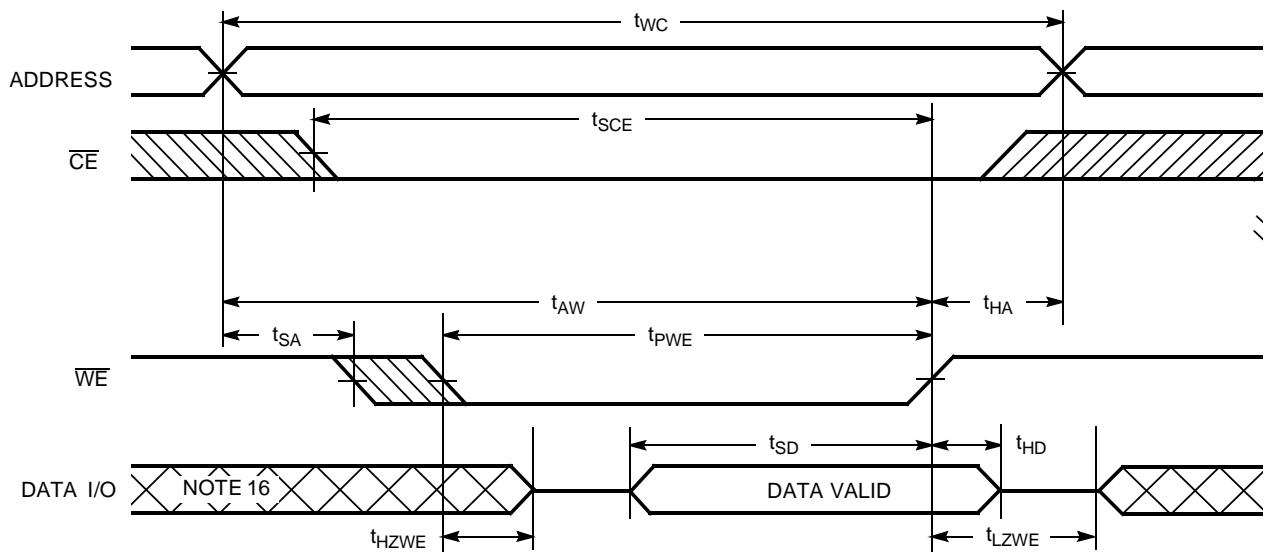 tWC
ADDRESS
tSCE
CE
tAW
tHA
tSA
tPWE
WE
tSD
tHD
DATA I/O
NOTE 16
DATA VALID
tHZWE
tLZWE